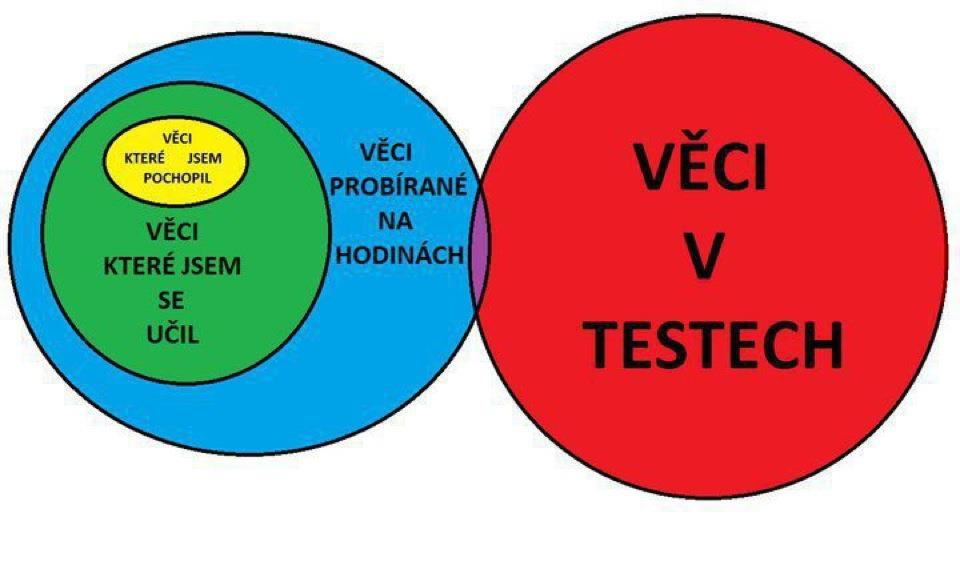 VĚCI
KTERÉ JSEM
POCHOPIL
VĚCI
KTERÉ JSEM
SE
UČIL
VĚCI
PROBÍRANÉ
NA
HODINÁCH
VĚCI
V
TESTECH